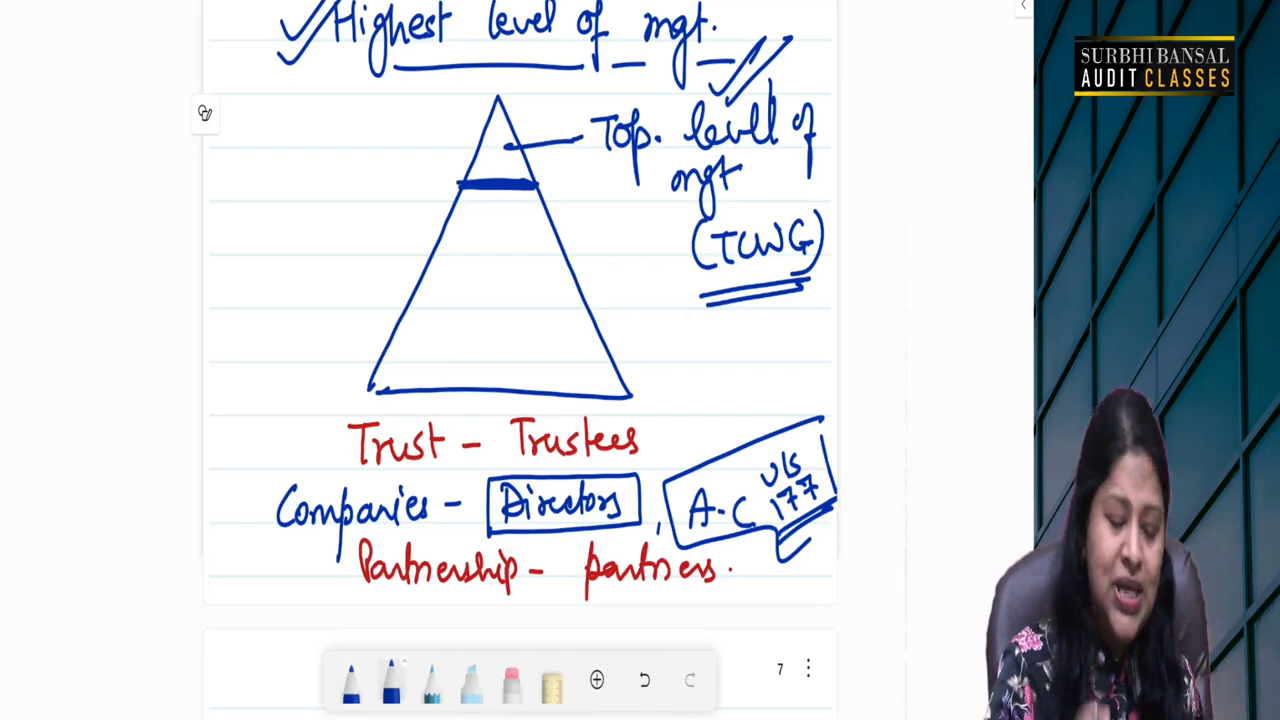 Highest level of mgt.
Top. level of
mgt
(TCWG)
Trust - Trustees
Companies - Directors, A.C u/s 177
Partnership - partners.
7
SURBHI BANSAL
AUDIT CLASSES